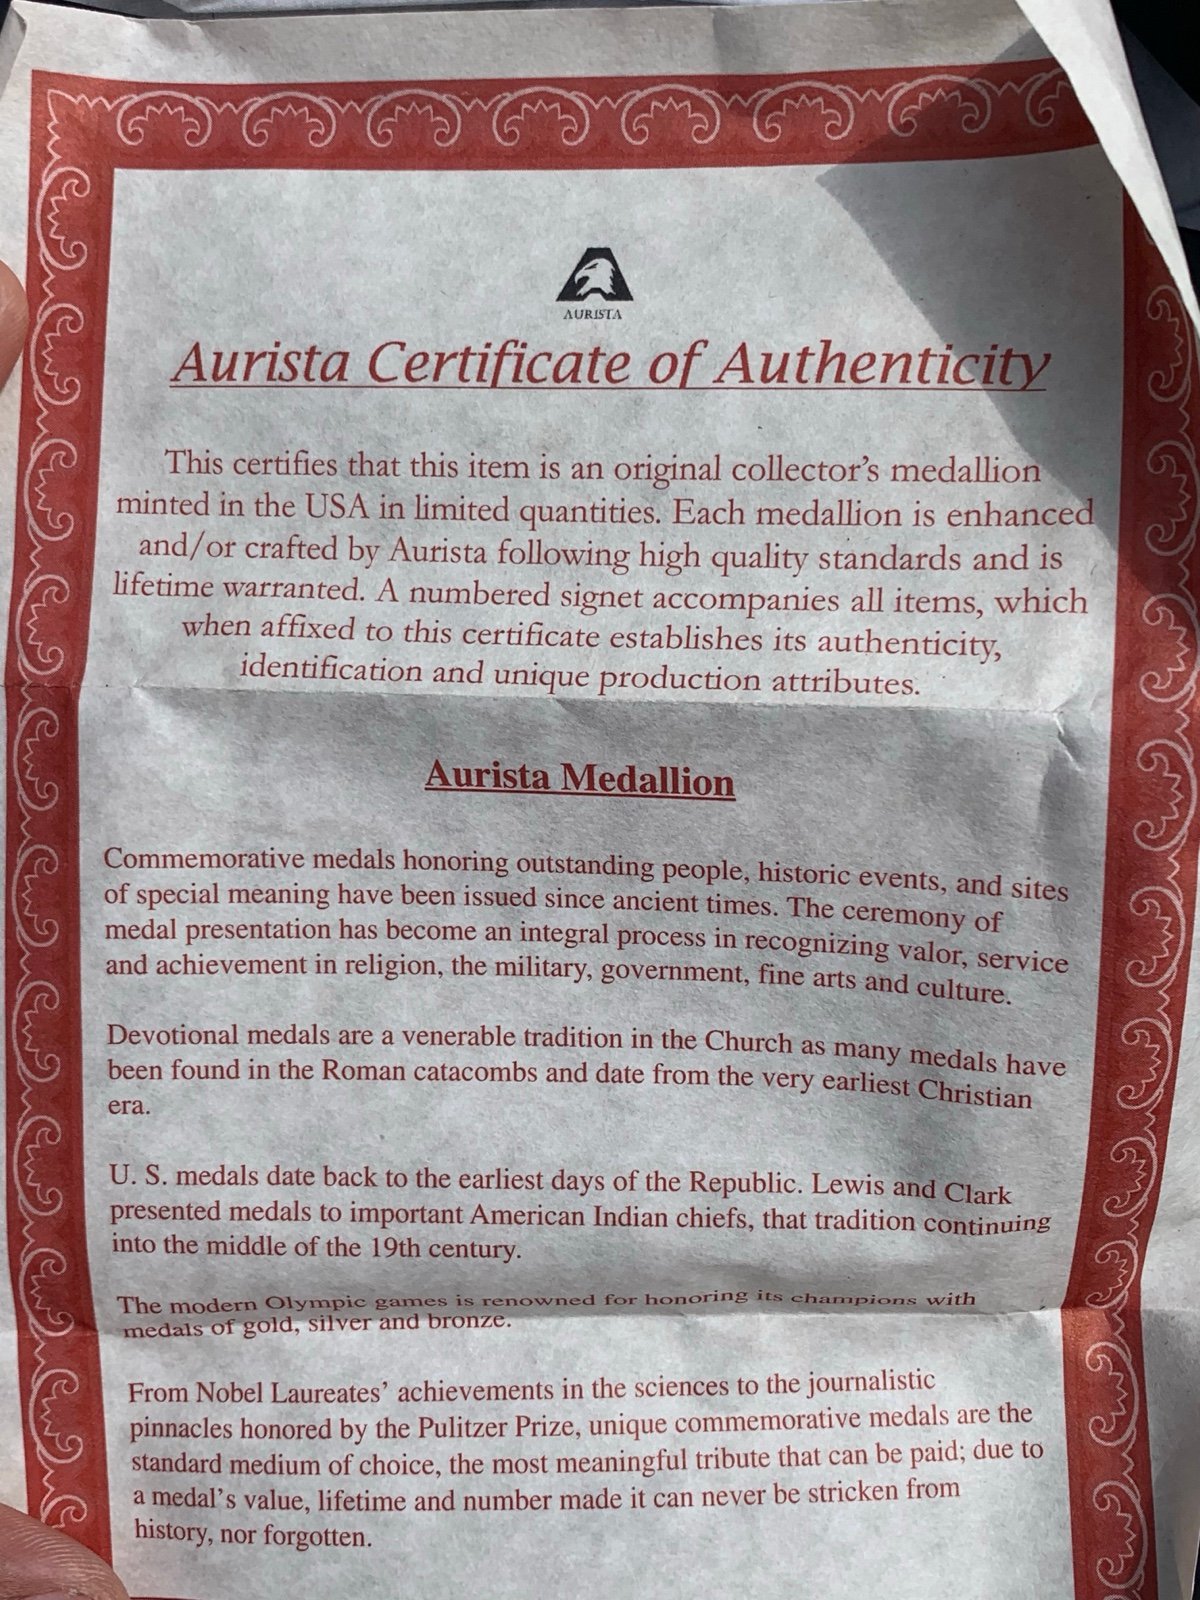 AURISTA
Aurista Certificate of Authenticity
This certifies that this item is an original collector's medallion
minted in the USA in limited quantities. Each medallion is enhanced
and/or crafted by Aurista following high quality standards and is
lifetime warranted. A numbered signet accompanies all items, which
when affixed to this certificate establishes its authenticity,
identification and unique production attributes.
Aurista Medallion
Commemorative medals honoring outstanding people, historic events, and sites
of special meaning have been issued since ancient times. The ceremony of
medal presentation has become an integral process in recognizing valor, service
and achievement in religion, the military, government, fine arts and culture.
Devotional medals are a venerable tradition in the Church as many medals have
been found in the Roman catacombs and date from the very earliest Christian
era.
U. S. medals date back to the earliest days of the Republic. Lewis and Clark
presented medals to important American Indian chiefs, that tradition continuing
into the middle of the 19th century.
The modern Olympic games is renowned for honoring its champions with
medals of gold, silver and bronze.
From Nobel Laureates' achievements in the sciences to the journalistic
pinnacles honored by the Pulitzer Prize, unique commemorative medals are the
standard medium of choice, the most meaningful tribute that can be paid; due to
a medal's value, lifetime and number made it can never be stricken from
history, nor forgotten.